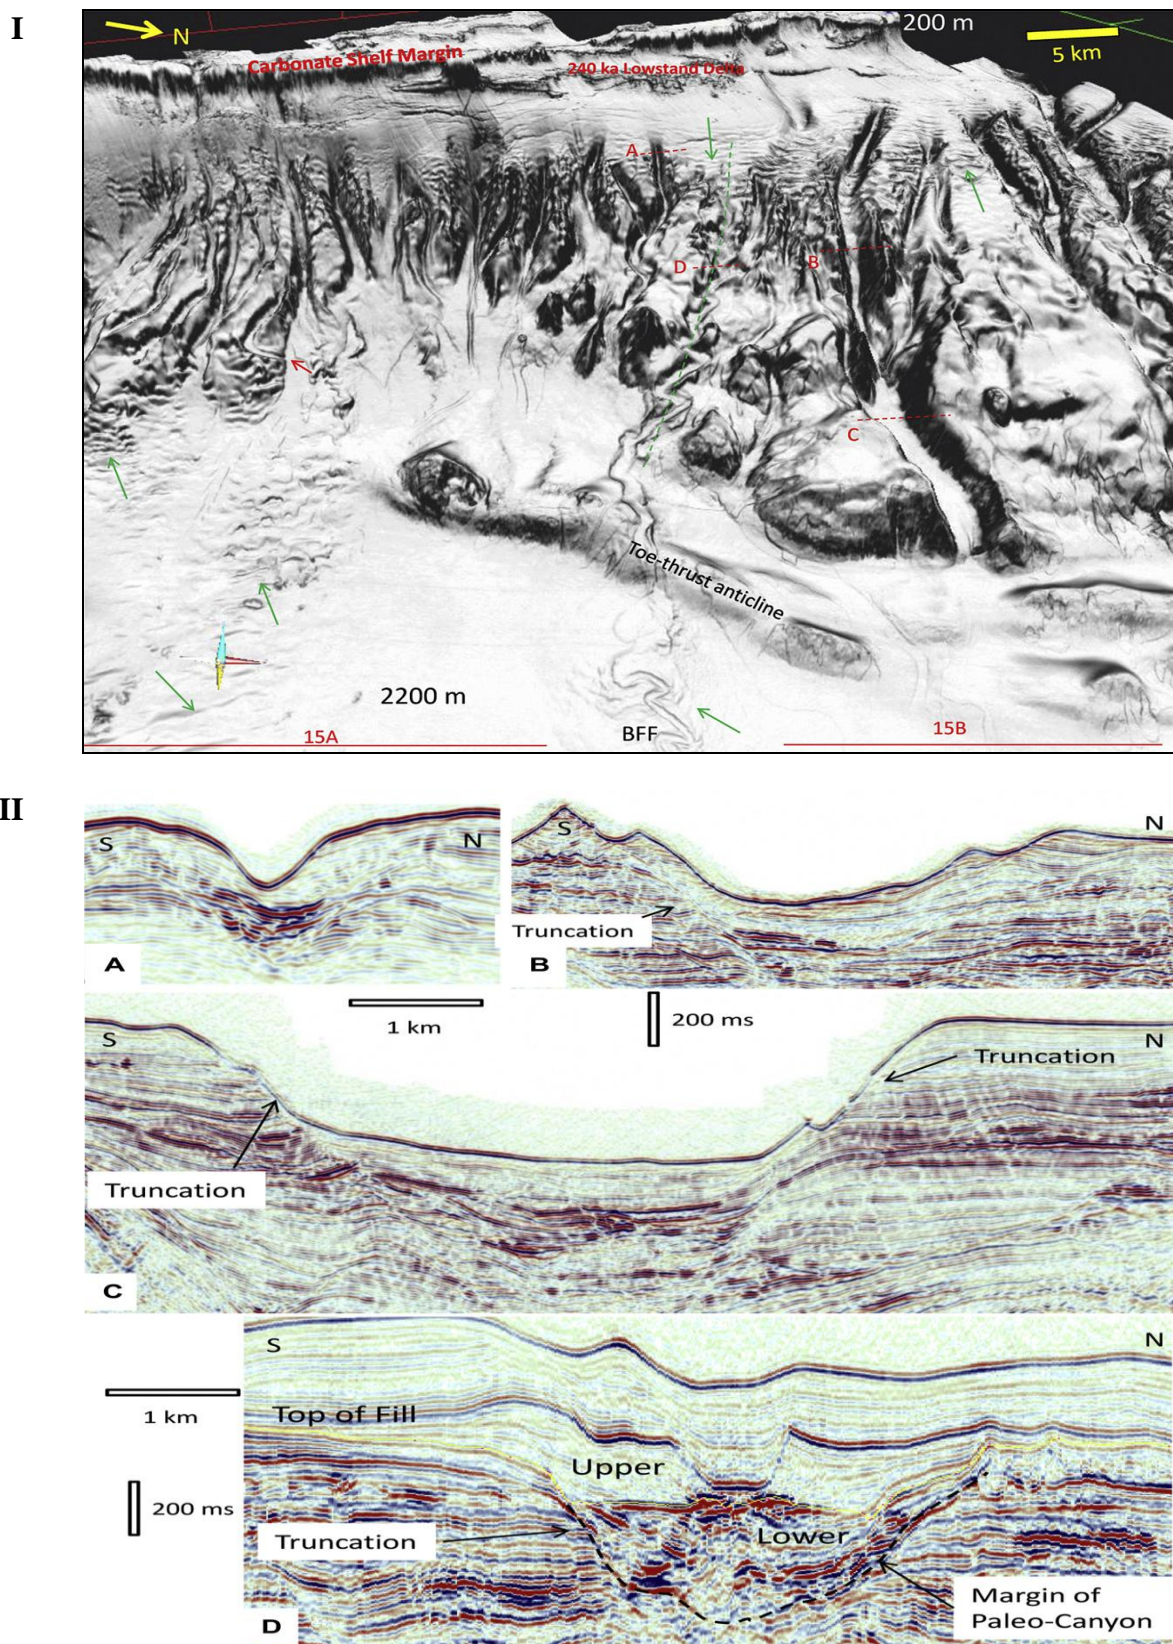 I
N
200 m
5 km
Carbonate Shelf Margin
240 ka Lowstand Delta
A
D
B
C
Toe-thrust anticline
2200 m
15A
BFF
15B
II
S
N
A
S
N
Truncation
B
1 km
200 ms
S
N
Truncation
Truncation
C
S
N
1 km
Top of Fill
Upper
200 ms
Lower
Truncation
Margin of
Paleo-Canyon
D